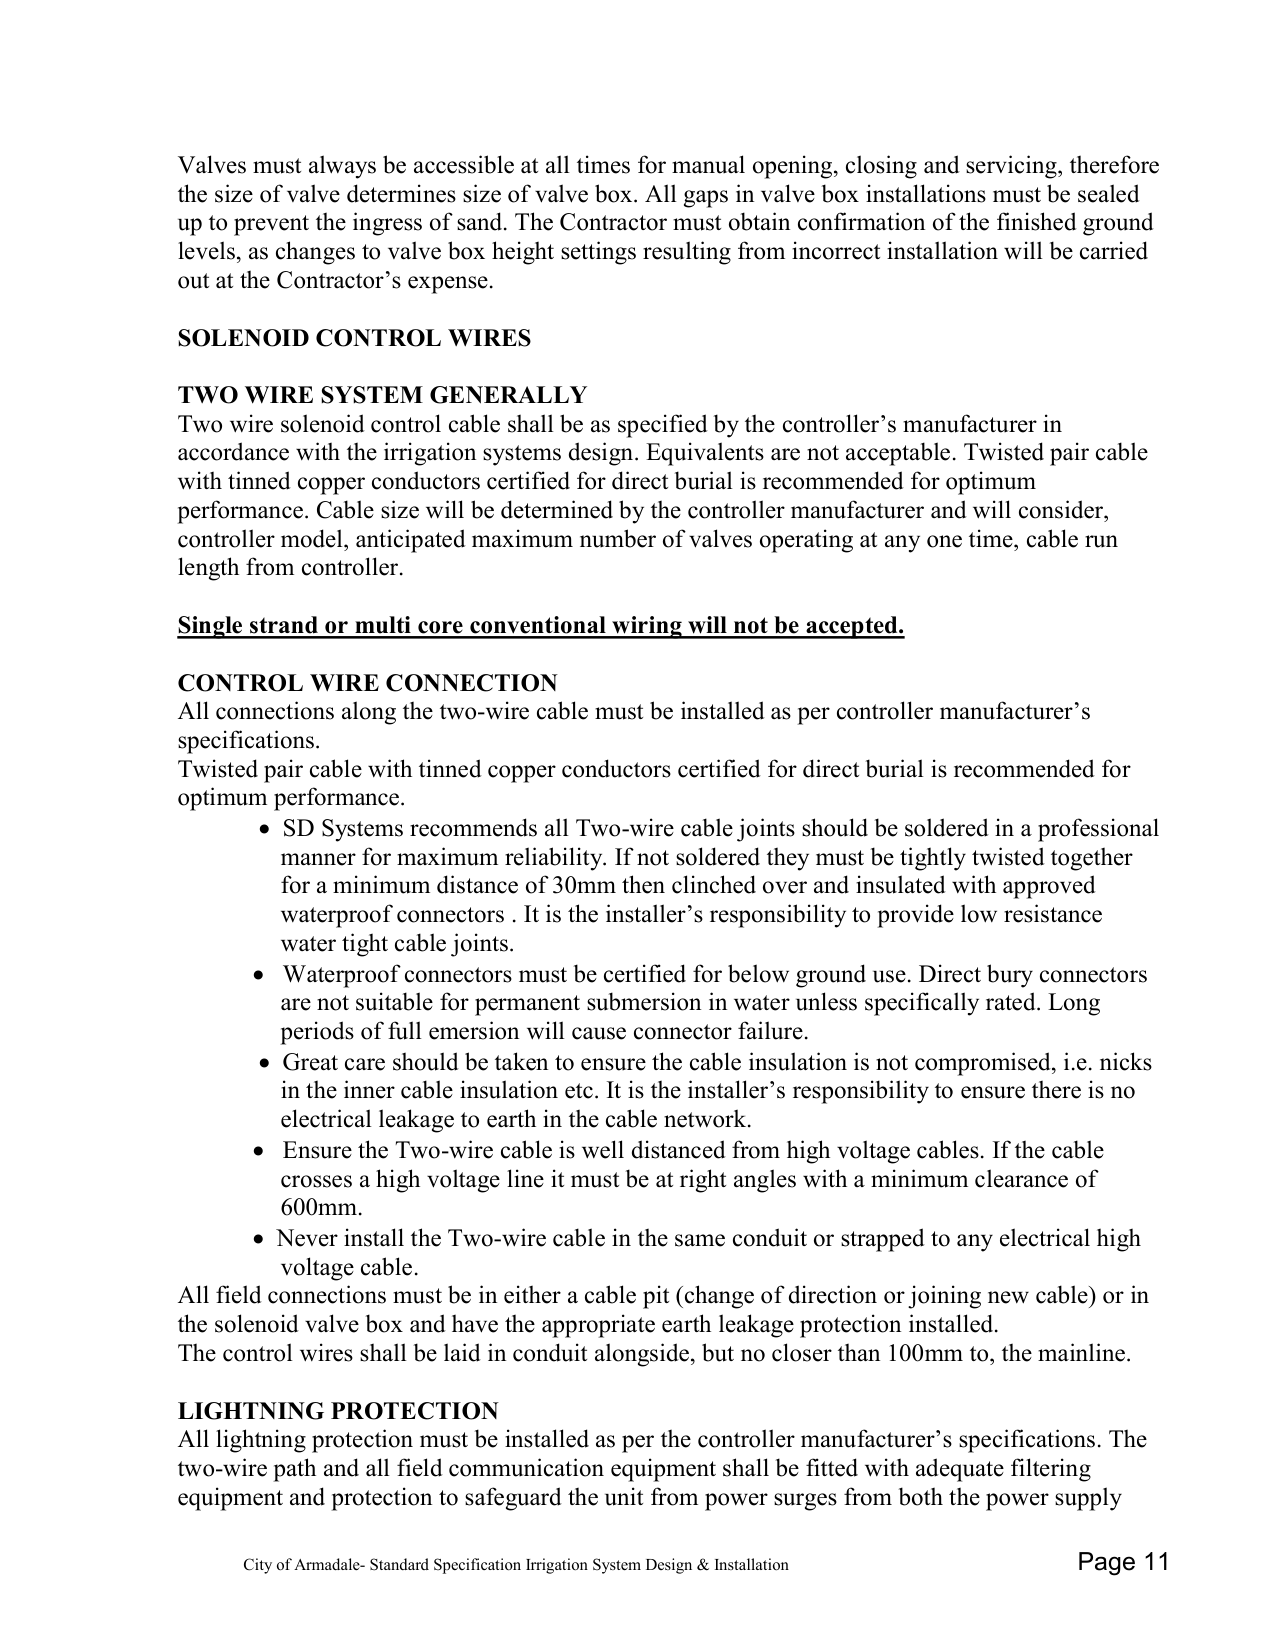 Valves must always be accessible at all times for manual opening, closing and servicing, therefore
the size of valve determines size of valve box. All gaps in valve box installations must be sealed
up to prevent the ingress of sand. The Contractor must obtain confirmation of the finished ground
levels, as changes to valve box height settings resulting from incorrect installation will be carried
out at the Contractor’s expense.
SOLENOID CONTROL WIRES
TWO WIRE SYSTEM GENERALLY
Two wire solenoid control cable shall be as specified by the controller’s manufacturer in
accordance with the irrigation systems design. Equivalents are not acceptable. Twisted pair cable
with tinned copper conductors certified for direct burial is recommended for optimum
performance. Cable size will be determined by the controller manufacturer and will consider,
controller model, anticipated maximum number of valves operating at any one time, cable run
length from controller.
Single strand or multi core conventional wiring will not be accepted.
CONTROL WIRE CONNECTION
All connections along the two-wire cable must be installed as per controller manufacturer’s
specifications.
Twisted pair cable with tinned copper conductors certified for direct burial is recommended for
optimum performance.
• SD Systems recommends all Two-wire cable joints should be soldered in a professional
manner for maximum reliability. If not soldered they must be tightly twisted together
for a minimum distance of 30mm then clinched over and insulated with approved
waterproof connectors . It is the installer’s responsibility to provide low resistance
water tight cable joints.
• Waterproof connectors must be certified for below ground use. Direct bury connectors
are not suitable for permanent submersion in water unless specifically rated. Long
periods of full emersion will cause connector failure.
• Great care should be taken to ensure the cable insulation is not compromised, i.e. nicks
in the inner cable insulation etc. It is the installer’s responsibility to ensure there is no
electrical leakage to earth in the cable network.
• Ensure the Two-wire cable is well distanced from high voltage cables. If the cable
crosses a high voltage line it must be at right angles with a minimum clearance of
600mm.
• Never install the Two-wire cable in the same conduit or strapped to any electrical high
voltage cable.
All field connections must be in either a cable pit (change of direction or joining new cable) or in
the solenoid valve box and have the appropriate earth leakage protection installed.
The control wires shall be laid in conduit alongside, but no closer than 100mm to, the mainline.
LIGHTNING PROTECTION
All lightning protection must be installed as per the controller manufacturer’s specifications. The
two-wire path and all field communication equipment shall be fitted with adequate filtering
equipment and protection to safeguard the unit from power surges from both the power supply
City of Armadale- Standard Specification Irrigation System Design & Installation Page 11